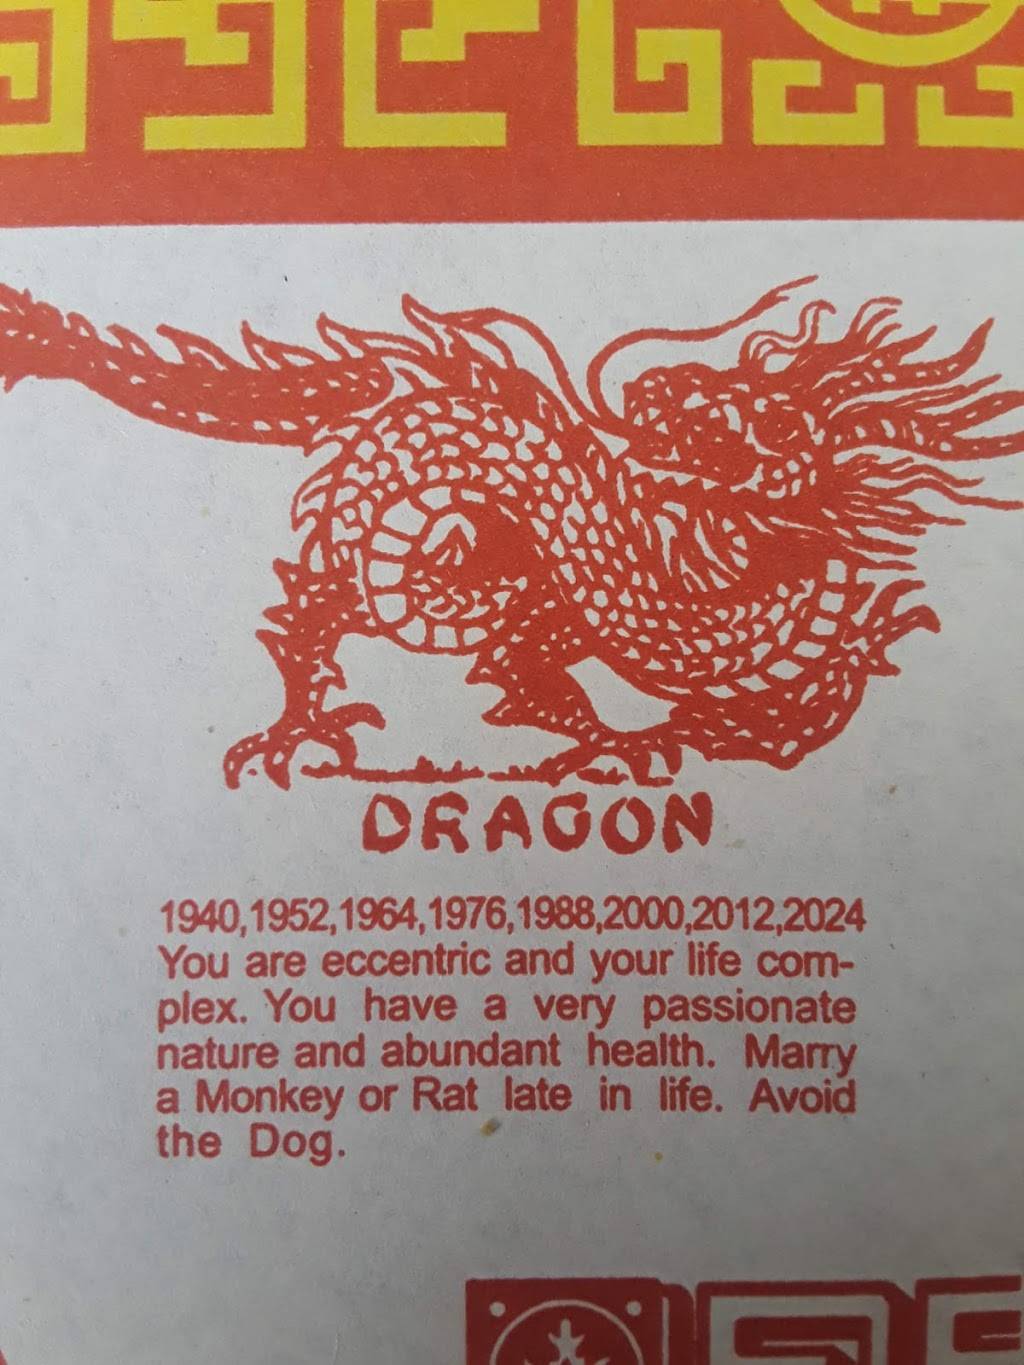 DRAGON
1940,1952,1964,1976,1988,2000,2012,2024
You are eccentric and your life com-
plex. You have a very passionate
nature and abundant health. Marry
a Monkey or Rat late in life. Avoid
the Dog.